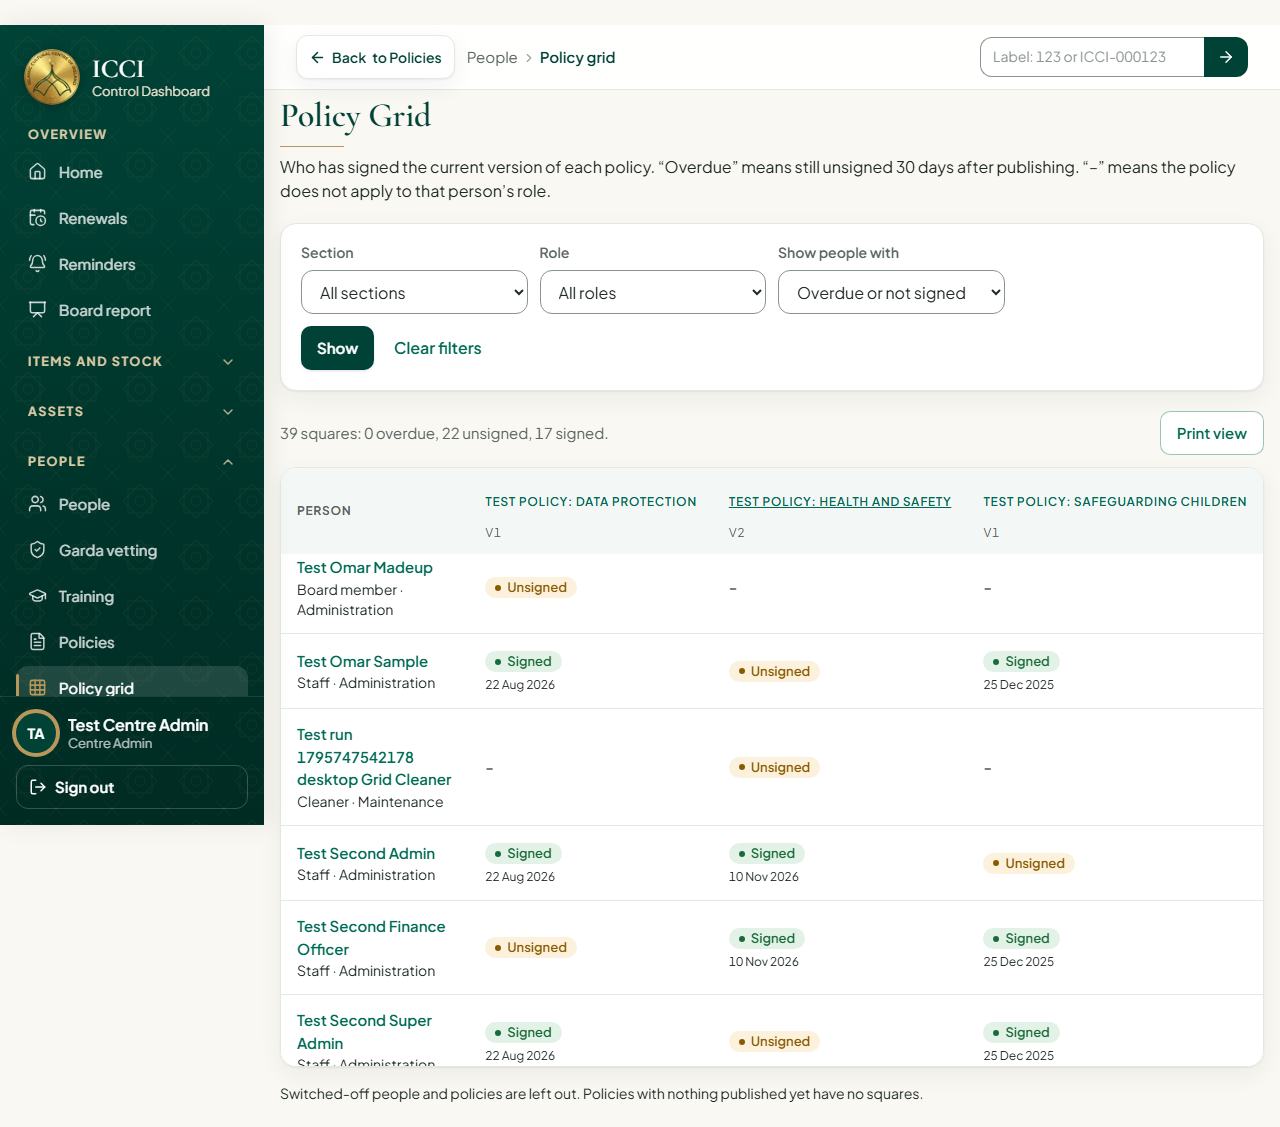 ICCI
Control Dashboard
OVERVIEW
Home
Renewals
Reminders
Board report
ITEMS AND STOCK
ASSETS
PEOPLE
People
Garda vetting
Training
Policies
Policy grid
TA
Test Centre Admin
Centre Admin
Sign out
Back to Policies
People
Policy grid
Label: 123 or ICCI-000123
Policy Grid
Who has signed the current version of each policy. “Overdue” means still unsigned 30 days after publishing. “–” means the policy
does not apply to that person’s role.
Section
Role
Show people with
All sections
All roles
Overdue or not signed
Show
Clear filters
39 squares: 0 overdue, 22 unsigned, 17 signed.
Print view
PERSON
TEST POLICY: DATA PROTECTION
V1
TEST POLICY: HEALTH AND SAFETY
V2
TEST POLICY: SAFEGUARDING CHILDREN
V1
Test Omar Madeup
Board member ·
Administration
Unsigned
–
–
Test Omar Sample
Staff · Administration
Signed
22 Aug 2026
Unsigned
Signed
25 Dec 2025
Test run
1795747542178
desktop Grid Cleaner
Cleaner · Maintenance
–
Unsigned
–
Test Second Admin
Staff · Administration
Signed
22 Aug 2026
Signed
10 Nov 2026
Unsigned
Test Second Finance
Officer
Staff · Administration
Unsigned
Signed
10 Nov 2026
Signed
25 Dec 2025
Test Second Super
Admin
Staff · Administration
Signed
22 Aug 2026
Unsigned
Signed
25 Dec 2025
Switched-off people and policies are left out. Policies with nothing published yet have no squares.